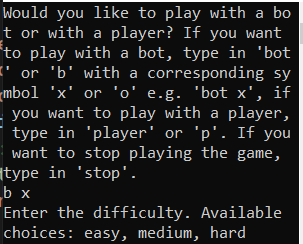 Would you like to play with a bo
t or with a player? If you want
to play with a bot, type in 'bot
' or 'b' with a corresponding sy
mbol 'x' or 'o' e.g. 'bot x', if
 you want to play with a player,
 type in 'player' or 'p'. If you
 want to stop playing the game,
type in 'stop'.
b x
Enter the difficulty. Available
choices: easy, medium, hard